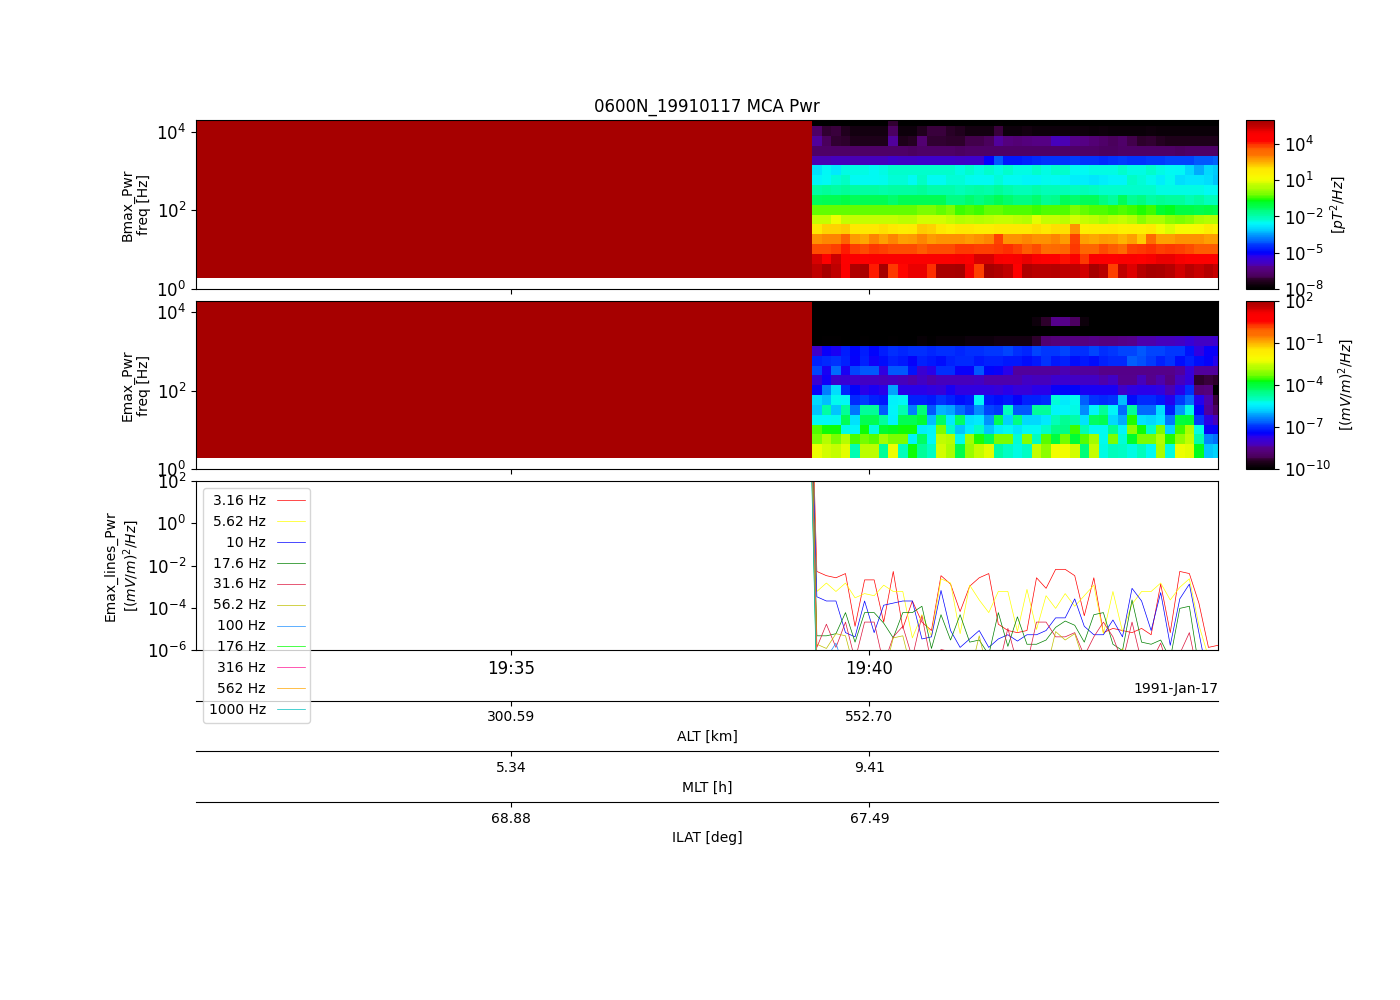 0600N_19910117 MCA Pwr
Bmax_Pwr
freq [Hz]
10^4
10^2
10^0
10^4
10^1
10^-2
10^-5
10^-8
[pT^2/Hz]
Emax_Pwr
freq [Hz]
10^4
10^2
10^0
10^2
10^-1
10^-4
10^-7
10^-10
[(mV/m)^2/Hz]
Emax_lines_Pwr
[(mV/m)^2/Hz]
10^2
10^0
10^-2
10^-4
10^-6
3.16 Hz
5.62 Hz
10 Hz
17.6 Hz
31.6 Hz
56.2 Hz
100 Hz
176 Hz
316 Hz
562 Hz
1000 Hz
19:35 19:40
1991-Jan-17
300.59 552.70
ALT [km]
5.34 9.41
MLT [h]
68.88 67.49
ILAT [deg]